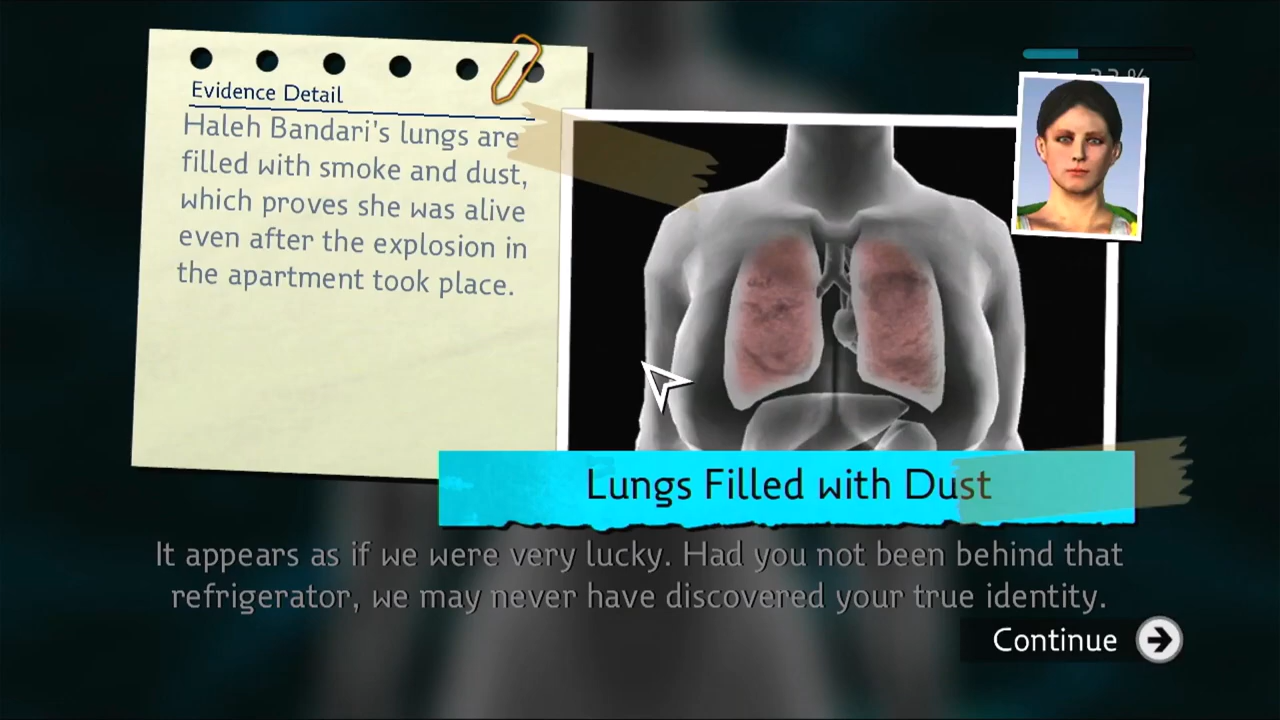 Evidence Detail
Haleh Bandari's lungs are
filled with smoke and dust,
which proves she was alive
even after the explosion in
the apartment took place.
Lungs Filled with Dust
It appears as if we were very lucky. Had you not been behind that
refrigerator, we may never have discovered your true identity.
Continue